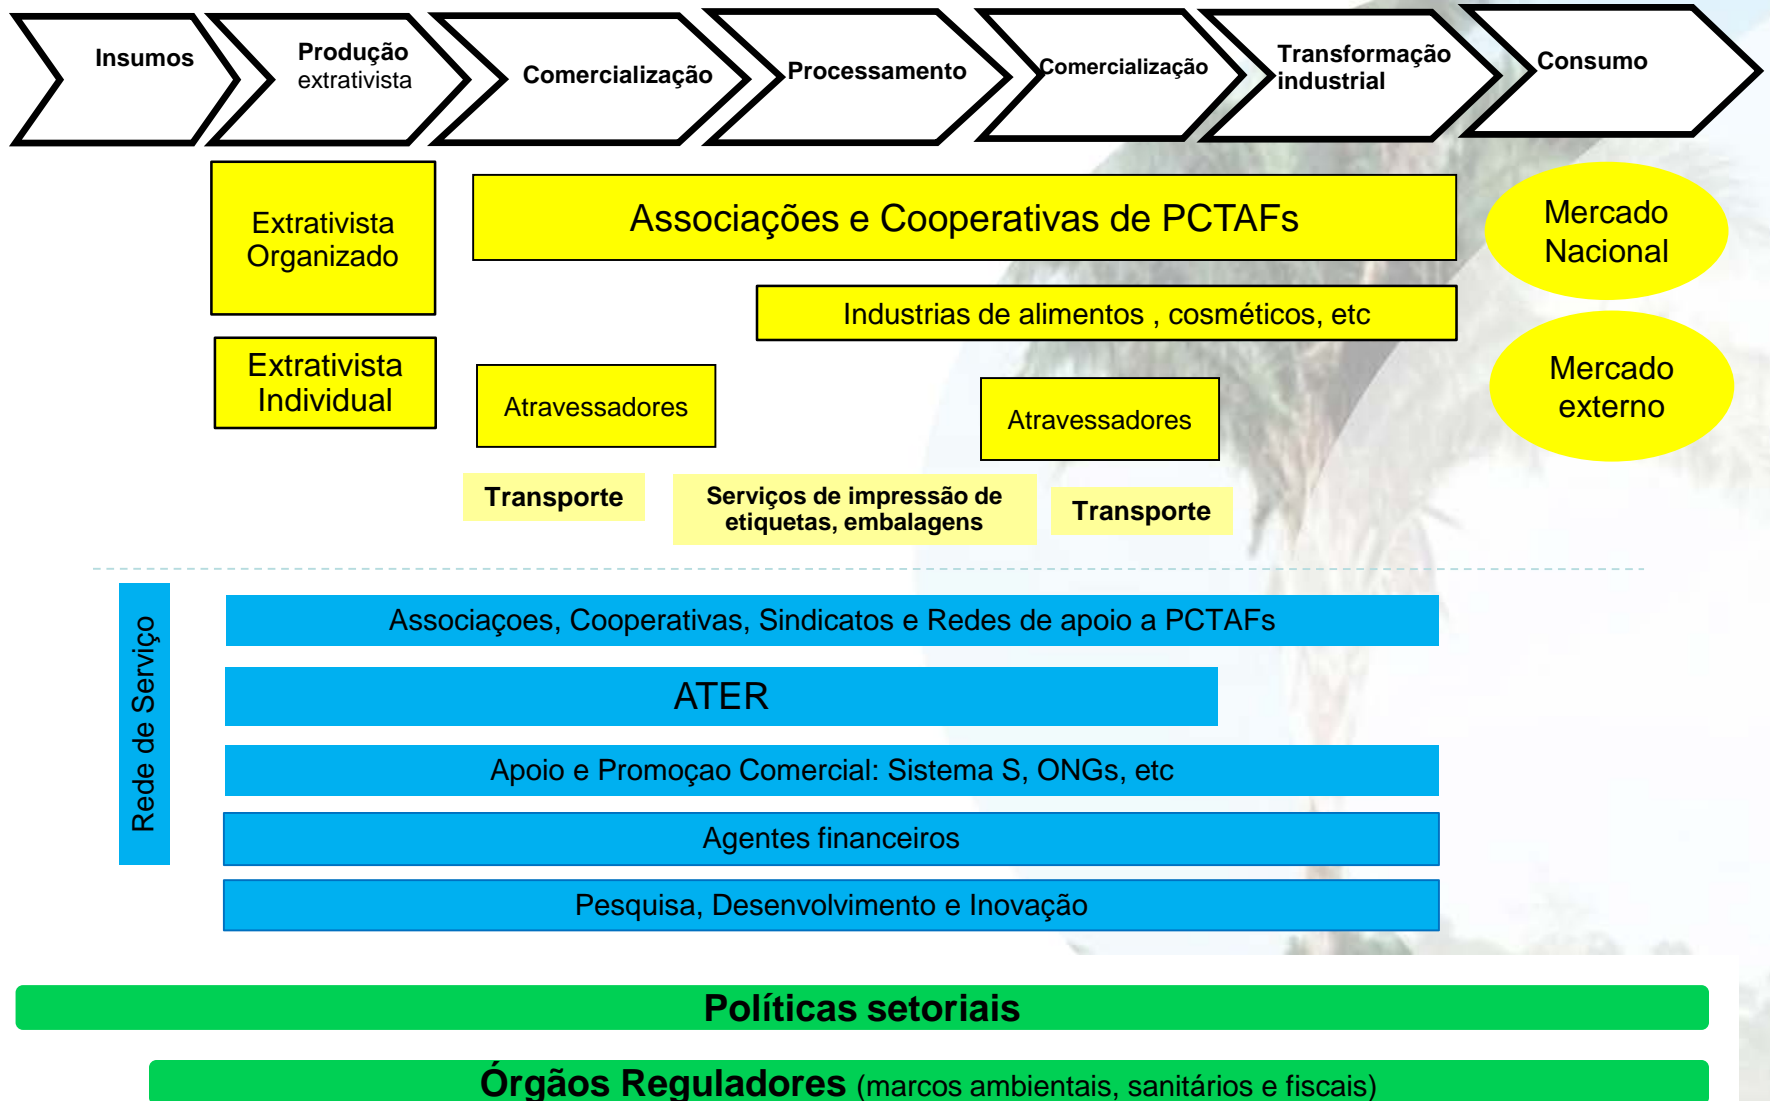 Insumos
Produção
extrativista
Comercialização
Processamento
Comercialização
Transformação
industrial
Consumo
Extrativista
Organizado
Associações e Cooperativas de PCTAFs
Mercado
Nacional
Industrias de alimentos , cosméticos, etc
Extrativista
Individual
Atravessadores
Atravessadores
Mercado
externo
Transporte
Serviços de impressão de
etiquetas, embalagens
Transporte
Rede de Serviço
Associaçoes, Cooperativas, Sindicatos e Redes de apoio a PCTAFs
ATER
Apoio e Promoçao Comercial: Sistema S, ONGs, etc
Agentes financeiros
Pesquisa, Desenvolvimento e Inovação
Políticas setoriais
Órgãos Reguladores (marcos ambientais, sanitários e fiscais)